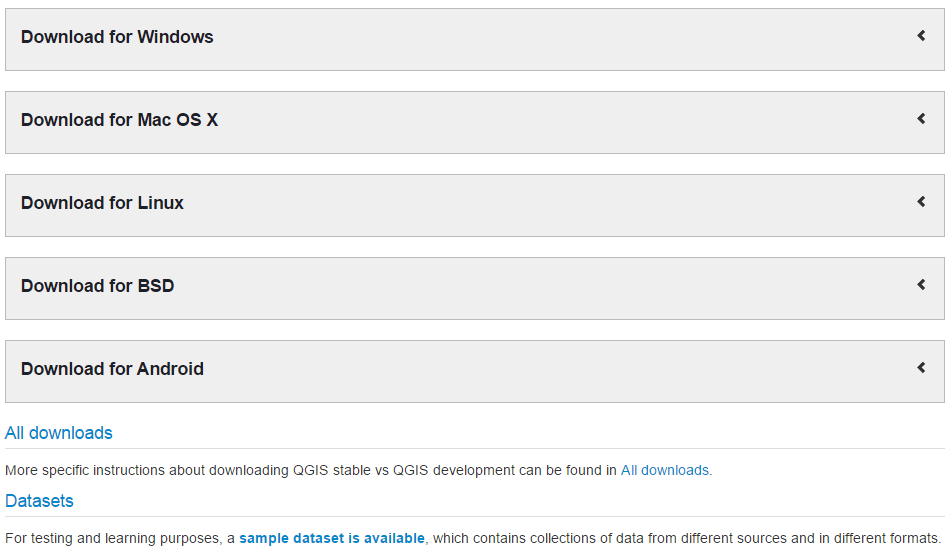 Download for Windows
Download for Mac OS X
Download for Linux
Download for BSD
Download for Android
All downloads
More specific instructions about downloading QGIS stable vs QGIS development can be found in All downloads.
Datasets
For testing and learning purposes, a sample dataset is available, which contains collections of data from different sources and in different formats.